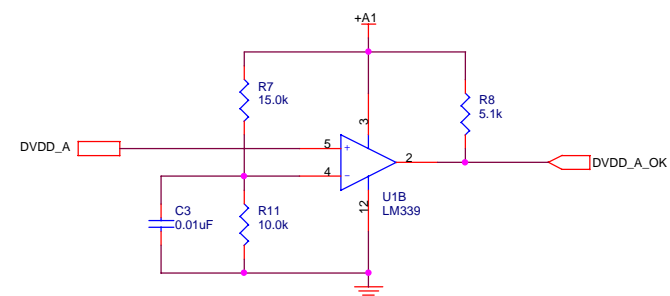 +A1
R7
15.0k
R8
5.1k
3
DVDD_A
5
+
2
DVDD_A_OK
4
−
12
U1B
LM339
C3
0.01uF
R11
10.0k